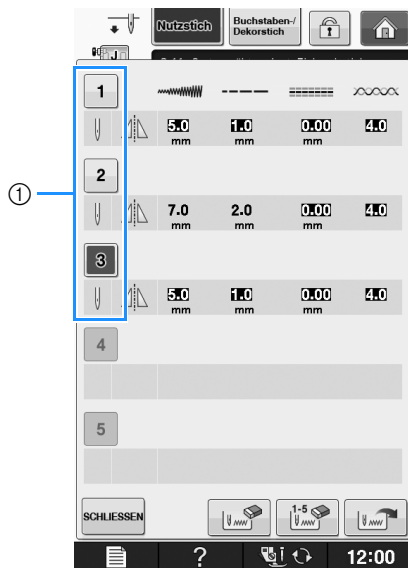 Nutzstich
Buchstaben-/
Dekorstich
J
1
5.0 1.0 0.00 4.0
mm mm mm
2
7.0 2.0 0.00 4.0
mm mm mm
①
3
5.0 1.0 0.00 4.0
mm mm mm
4
5
SCHLIESSEN
1-5
?
12:00